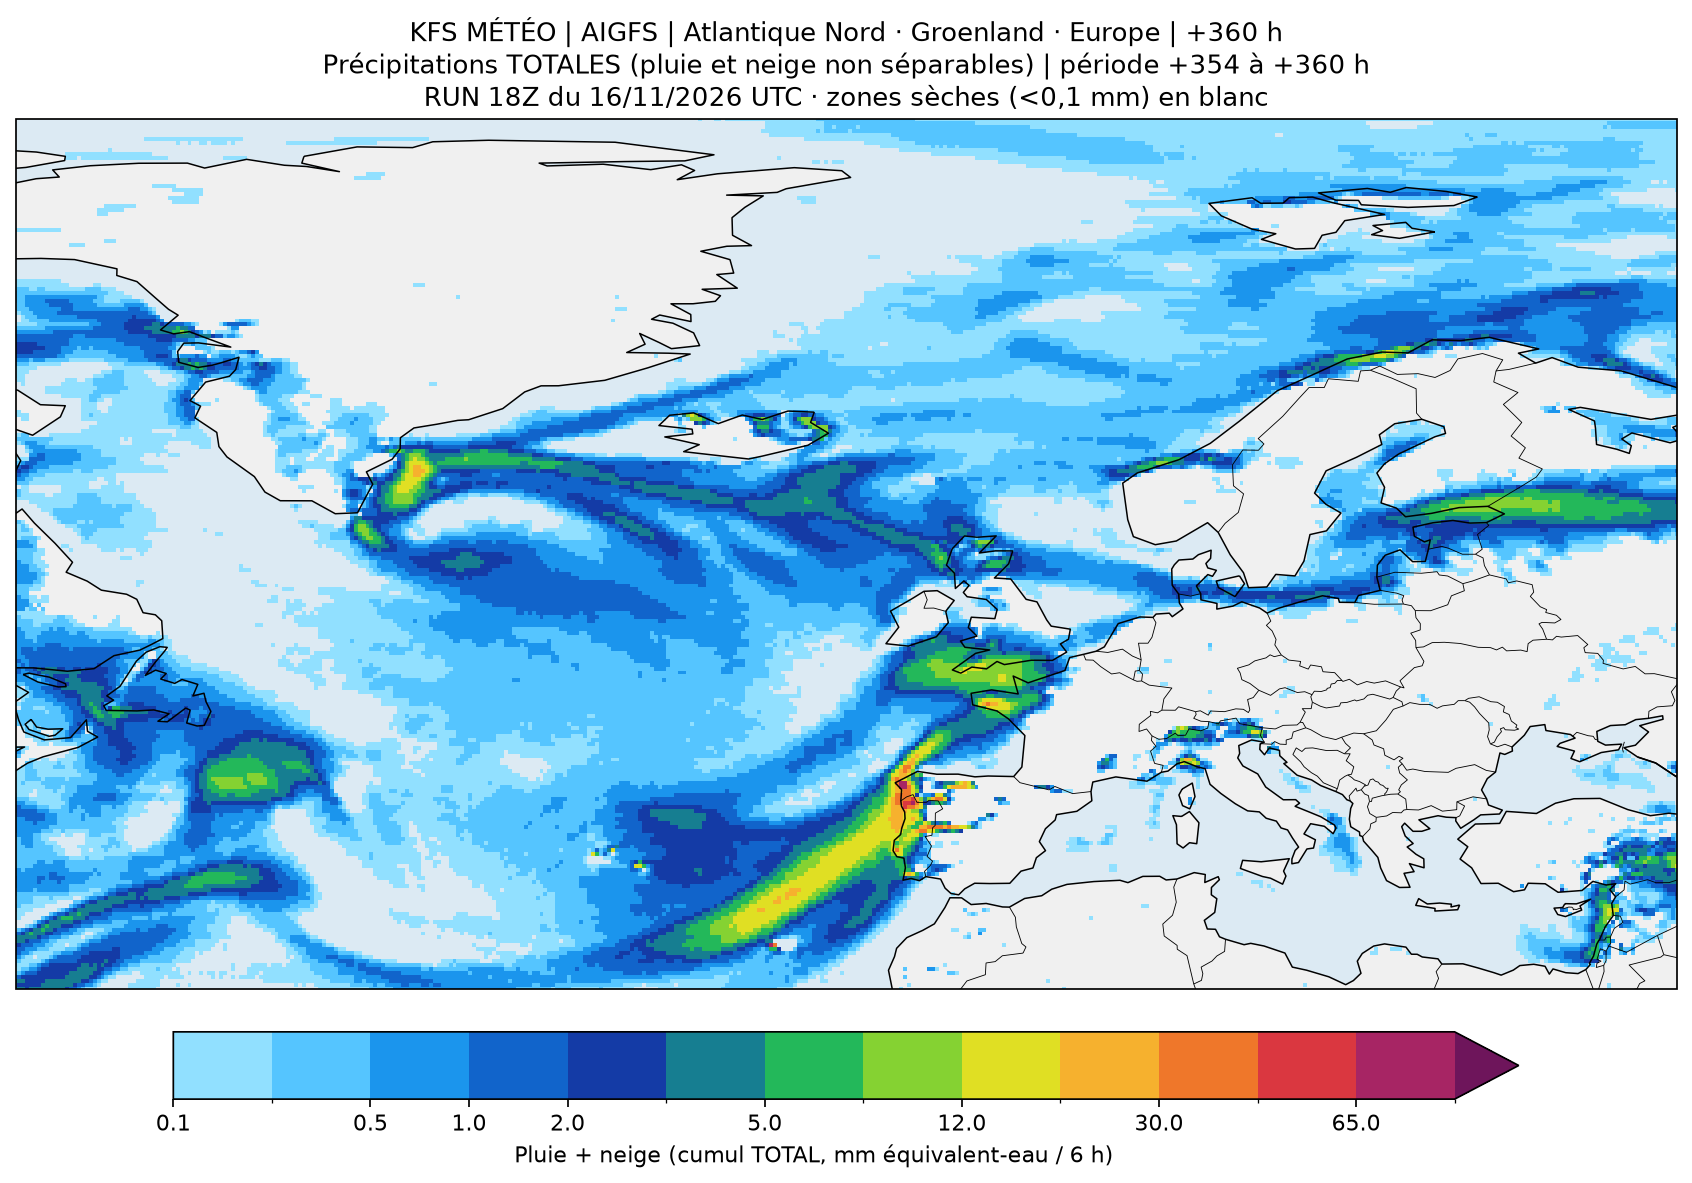 KFS MÉTÉO | AIGFS | Atlantique Nord · Groenland · Europe | +360 h
Précipitations TOTALES (pluie et neige non séparables) | période +354 à +360 h
RUN 18Z du 16/11/2026 UTC · zones sèches (<0,1 mm) en blanc
0.1 0.5 1.0 2.0 5.0 12.0 30.0 65.0
Pluie + neige (cumul TOTAL, mm équivalent-eau / 6 h)